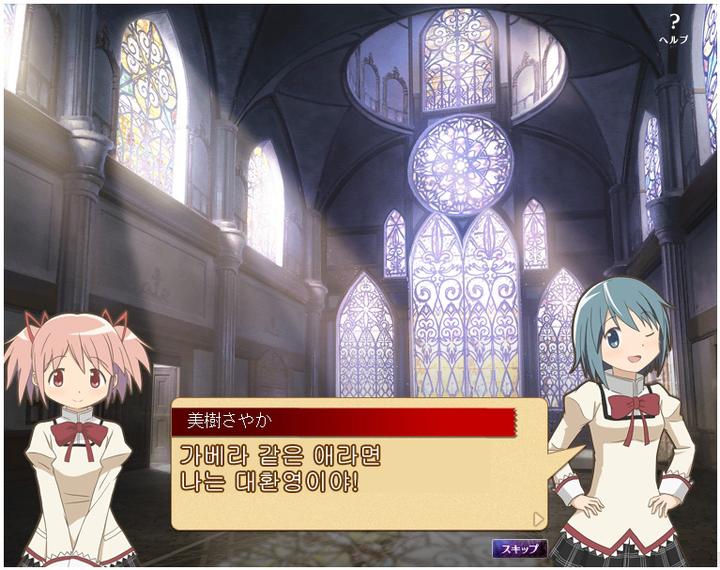 ?
ヘルプ
美樹さやか
가베라 같은 애라면
나는 대환영이야!
スキップ